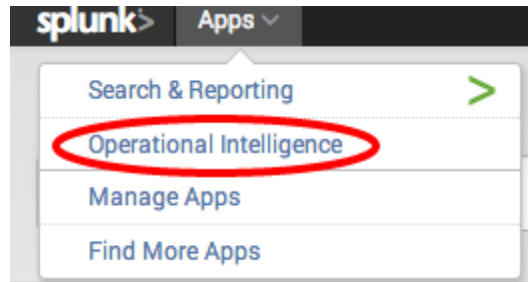 splunk> Apps
Search & Reporting >
Operational Intelligence
Manage Apps
Find More Apps